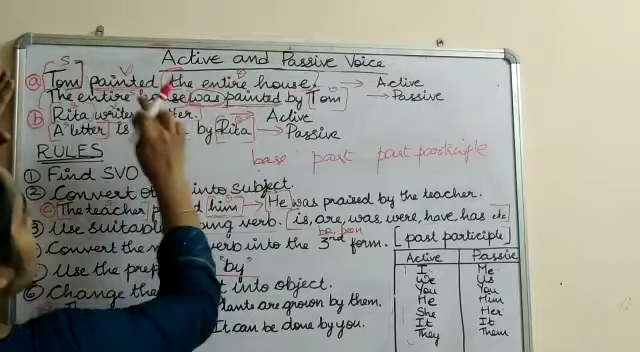 Active and Passive Voice
S V O
a Tom painted the entire house. → Active
The entire house was painted by Tom → Passive
b Rita writes letter. → Active
A letter is by Rita → Passive
RULES
base past past participle
① Find SVO
② Convert into subject.
c The teacher him → He was praised by the teacher.
3 Use suitable verb. [is, are, was, were, have, has etc]
be, been
Convert the verb into the 3rd form. [past participle]
Use the "by"
⑥ Change the into object.
plants are grown by them.
It can be done by you.
Active Passive
I Me
We Us
You You
He Him
She Her
It It
They Them